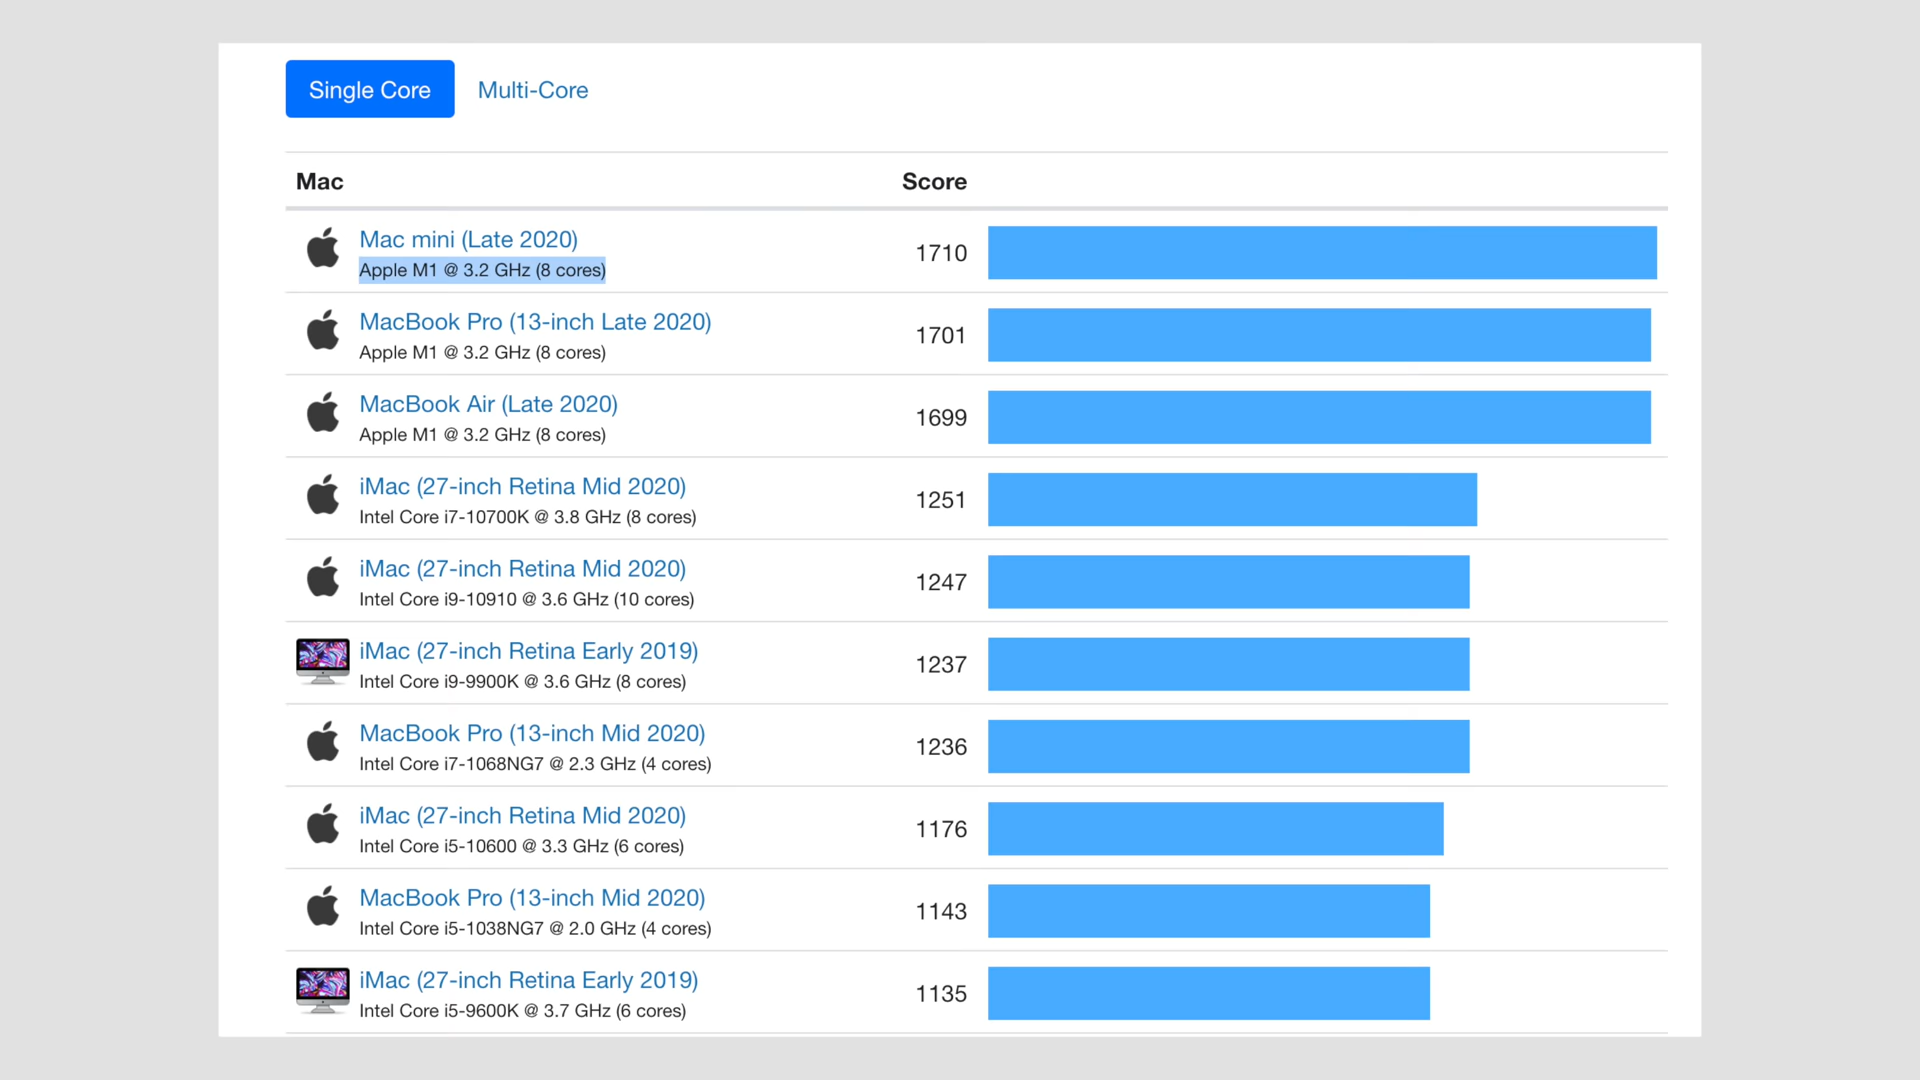 Single Core Multi-Core
Mac Score
Mac mini (Late 2020)
Apple M1 @ 3.2 GHz (8 cores)
1710
MacBook Pro (13-inch Late 2020)
Apple M1 @ 3.2 GHz (8 cores)
1701
MacBook Air (Late 2020)
Apple M1 @ 3.2 GHz (8 cores)
1699
iMac (27-inch Retina Mid 2020)
Intel Core i7-10700K @ 3.8 GHz (8 cores)
1251
iMac (27-inch Retina Mid 2020)
Intel Core i9-10910 @ 3.6 GHz (10 cores)
1247
iMac (27-inch Retina Early 2019)
Intel Core i9-9900K @ 3.6 GHz (8 cores)
1237
MacBook Pro (13-inch Mid 2020)
Intel Core i7-1068NG7 @ 2.3 GHz (4 cores)
1236
iMac (27-inch Retina Mid 2020)
Intel Core i5-10600 @ 3.3 GHz (6 cores)
1176
MacBook Pro (13-inch Mid 2020)
Intel Core i5-1038NG7 @ 2.0 GHz (4 cores)
1143
iMac (27-inch Retina Early 2019)
Intel Core i5-9600K @ 3.7 GHz (6 cores)
1135